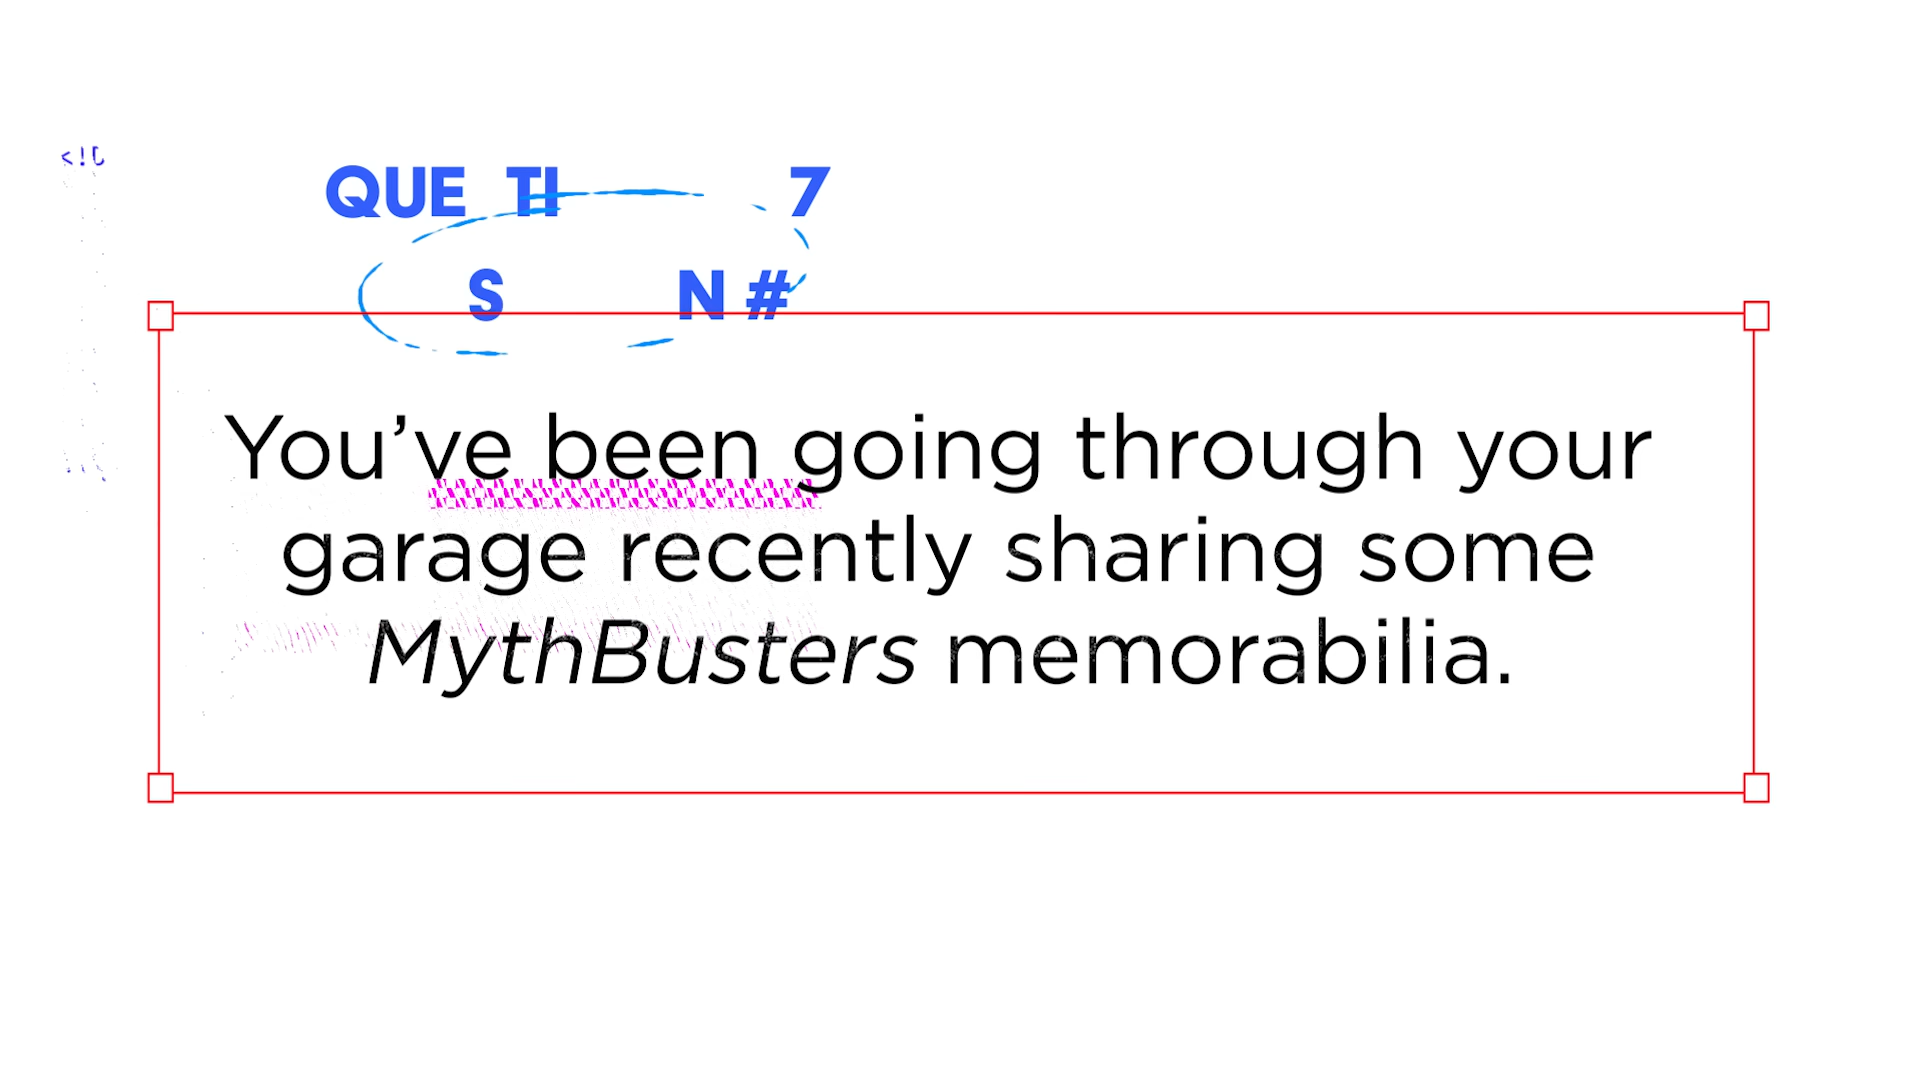 <!D
QUE TI 7
S N #
You’ve been going through your
garage recently sharing some
MythBusters memorabilia.